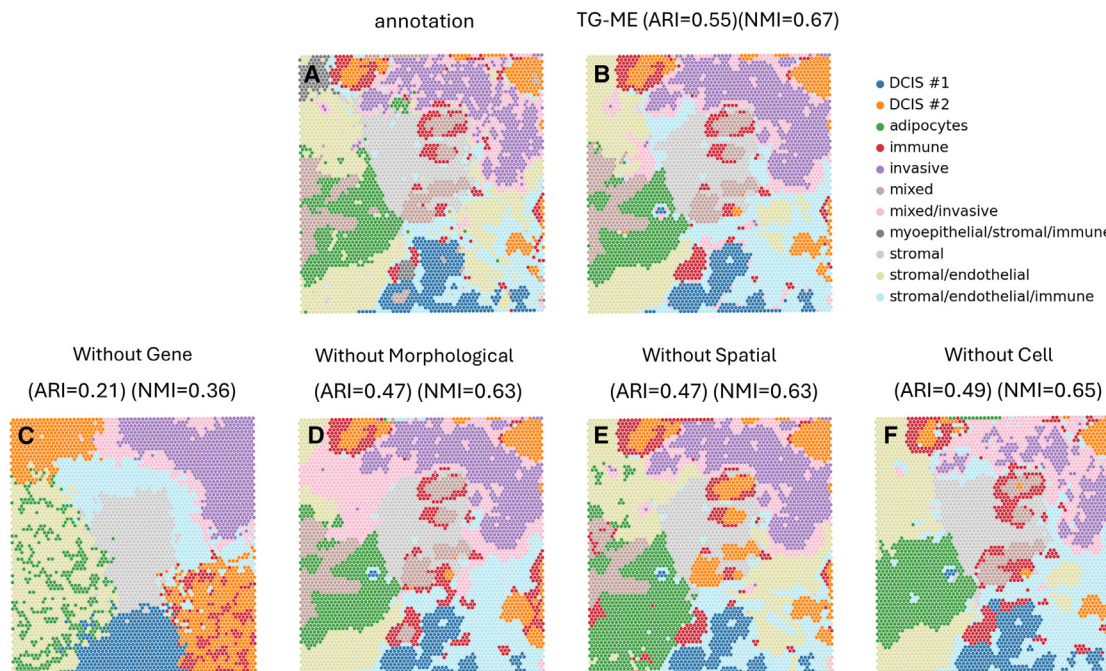 annotation
TG-ME (ARI=0.55)(NMI=0.67)
A
B
DCIS #1
DCIS #2
adipocytes
immune
invasive
mixed
mixed/invasive
myoepithelial/stromal/immune
stromal
stromal/endothelial
stromal/endothelial/immune
Without Gene
(ARI=0.21) (NMI=0.36)
Without Morphological
(ARI=0.47) (NMI=0.63)
Without Spatial
(ARI=0.47) (NMI=0.63)
Without Cell
(ARI=0.49) (NMI=0.65)
C
D
E
F